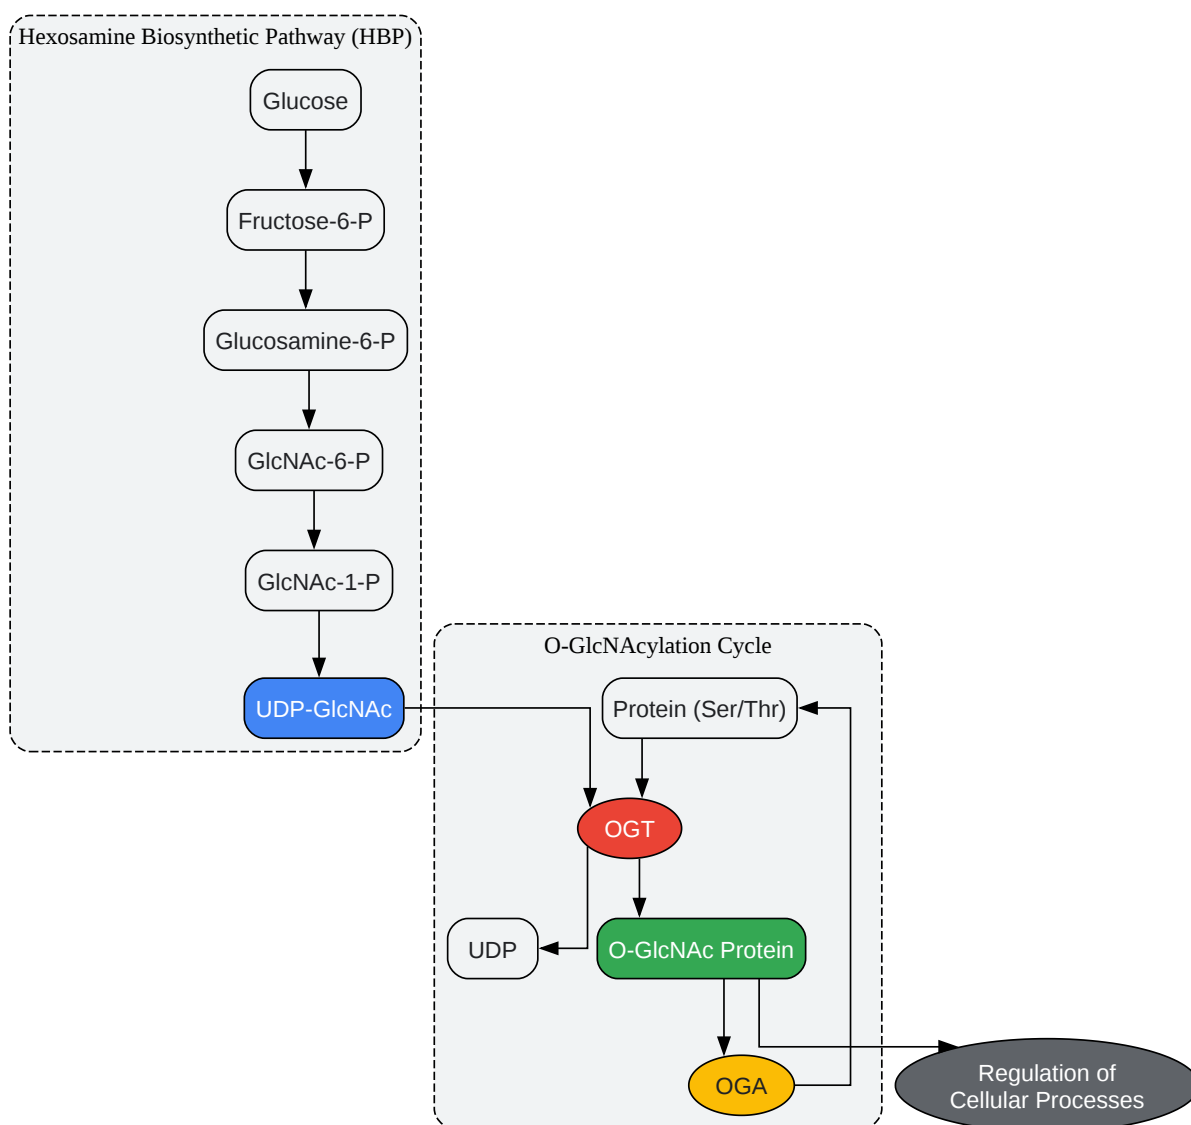 Hexosamine Biosynthetic Pathway (HBP)
Glucose
Fructose-6-P
Glucosamine-6-P
GlcNAc-6-P
GlcNAc-1-P
UDP-GlcNAc
O-GlcNAcylation Cycle
Protein (Ser/Thr)
OGT
UDP
O-GlcNAc Protein
OGA
Regulation of
Cellular Processes